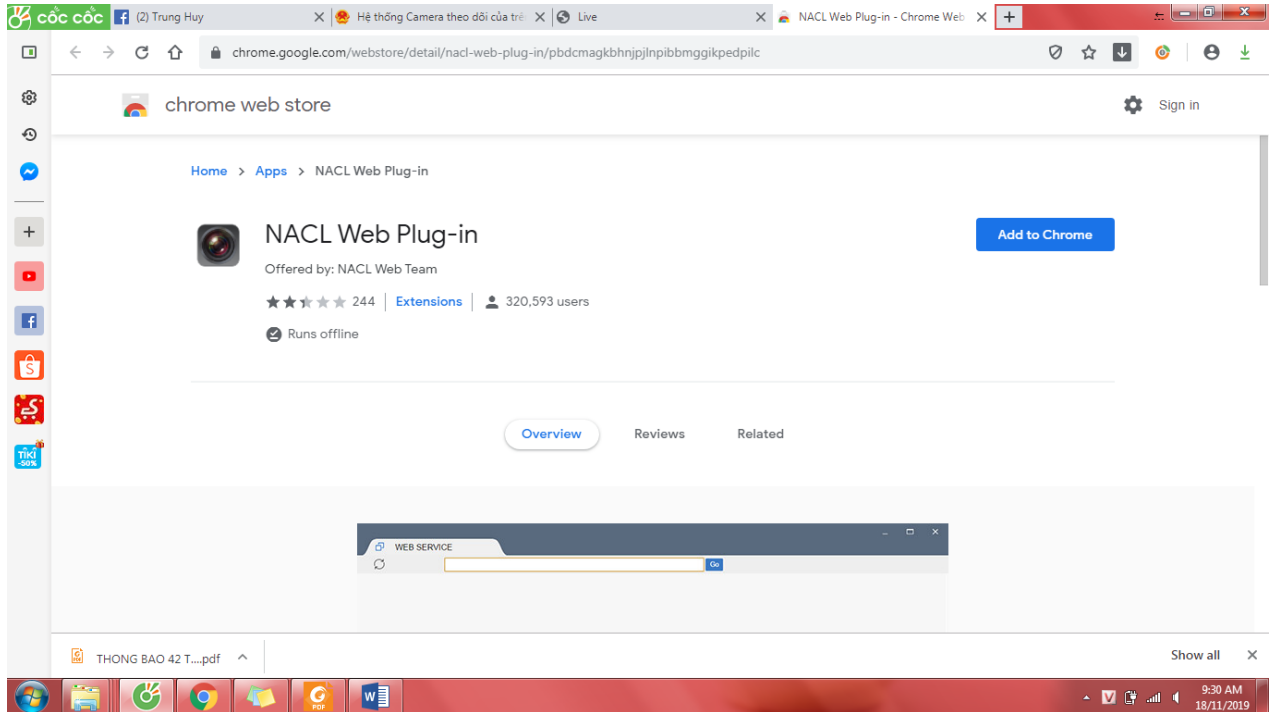 cốc cốc
(2) Trung Huy
Hệ thống Camera theo dõi của trẻ
Live
NACL Web Plug-in - Chrome Web
chrome.google.com/webstore/detail/nacl-web-plug-in/pbdcmagkbhnjpjlnpibbmggikpedpilc
chrome web store
Sign in
Home > Apps > NACL Web Plug-in
NACL Web Plug-in
Add to Chrome
Offered by: NACL Web Team
244
Extensions
320,593 users
Runs offline
TIKI
-50%
Overview
Reviews
Related
WEB SERVICE
Go
THONG BAO 42 T....pdf
Show all
PDF
9:30 AM
18/11/2019